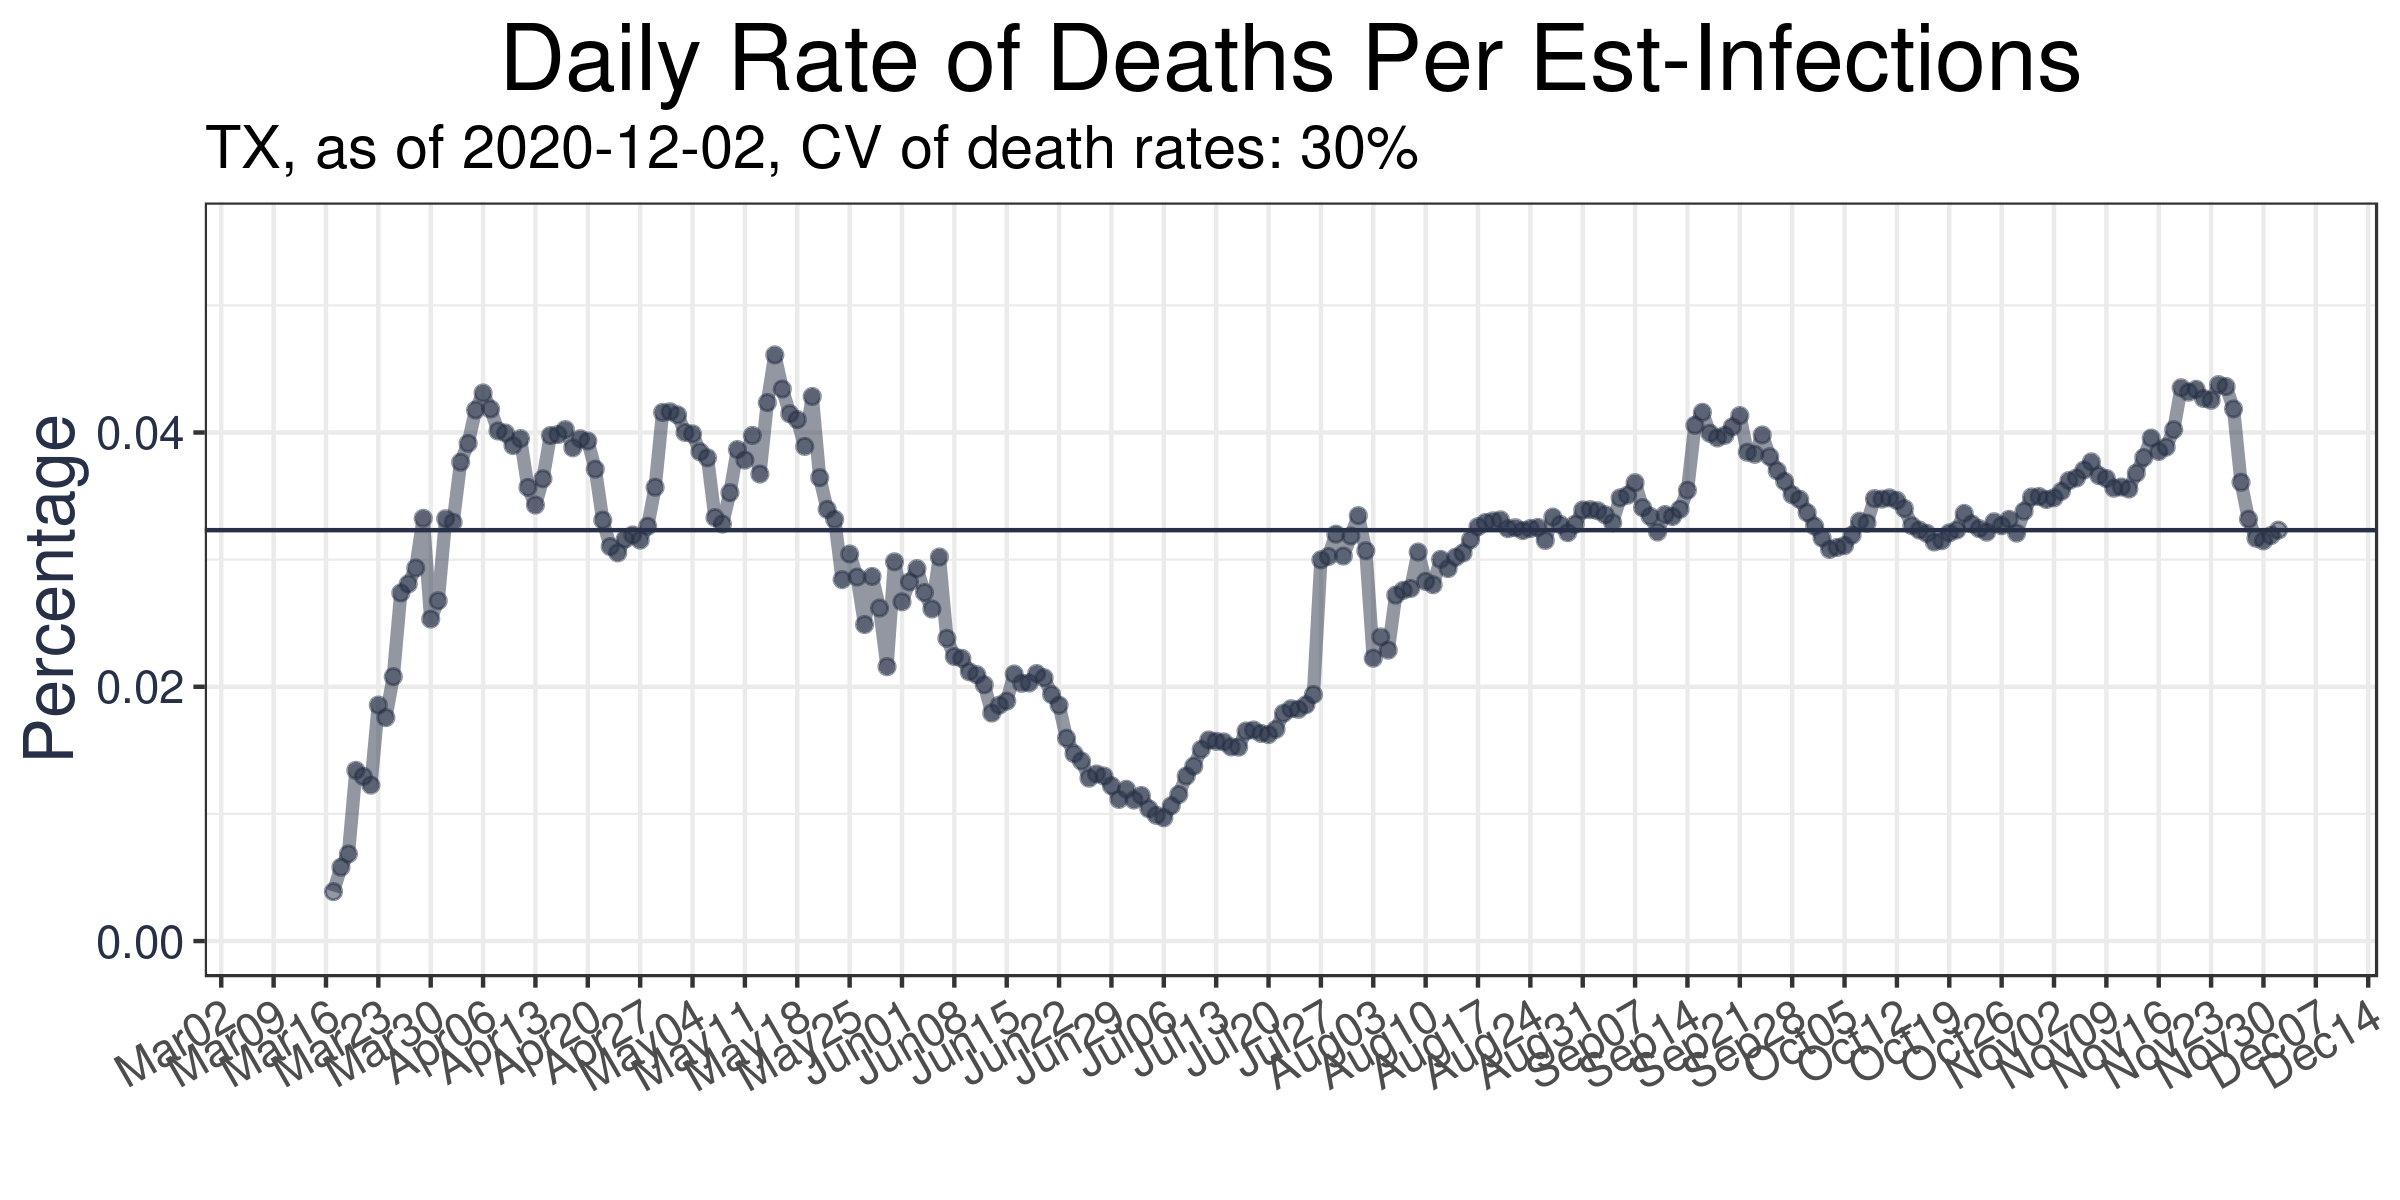 Daily Rate of Deaths Per Est-Infections
TX, as of 2020-12-02, CV of death rates: 30%
Percentage
0.04
0.02
0.00
Mar02
Mar09
Mar16
Mar23
Mar30
Apr06
Apr13
Apr20
Apr27
May04
May11
May18
May25
Jun01
Jun08
Jun15
Jun22
Jun29
Jul06
Jul13
Jul20
Jul27
Aug03
Aug10
Aug17
Aug24
Aug31
Sep07
Sep14
Sep21
Sep28
Oct05
Oct12
Oct19
Oct26
Nov02
Nov09
Nov16
Nov23
Nov30
Dec07
Dec14